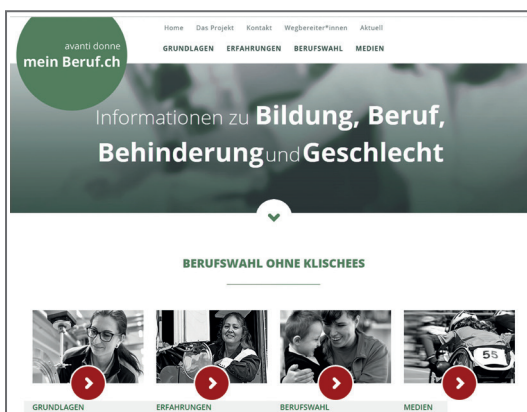 Home Das Projekt Kontakt Wegbereiter*innen Aktuell
avanti donne
mein Beruf.ch
GRUNDLAGEN ERFAHRUNGEN BERUFSWAHL MEDIEN
Informationen zu Bildung, Beruf,
Behinderung und Geschlecht
BERUFSWAHL OHNE KLISCHEES
55
GRUNDLAGEN ERFAHRUNGEN BERUFSWAHL MEDIEN